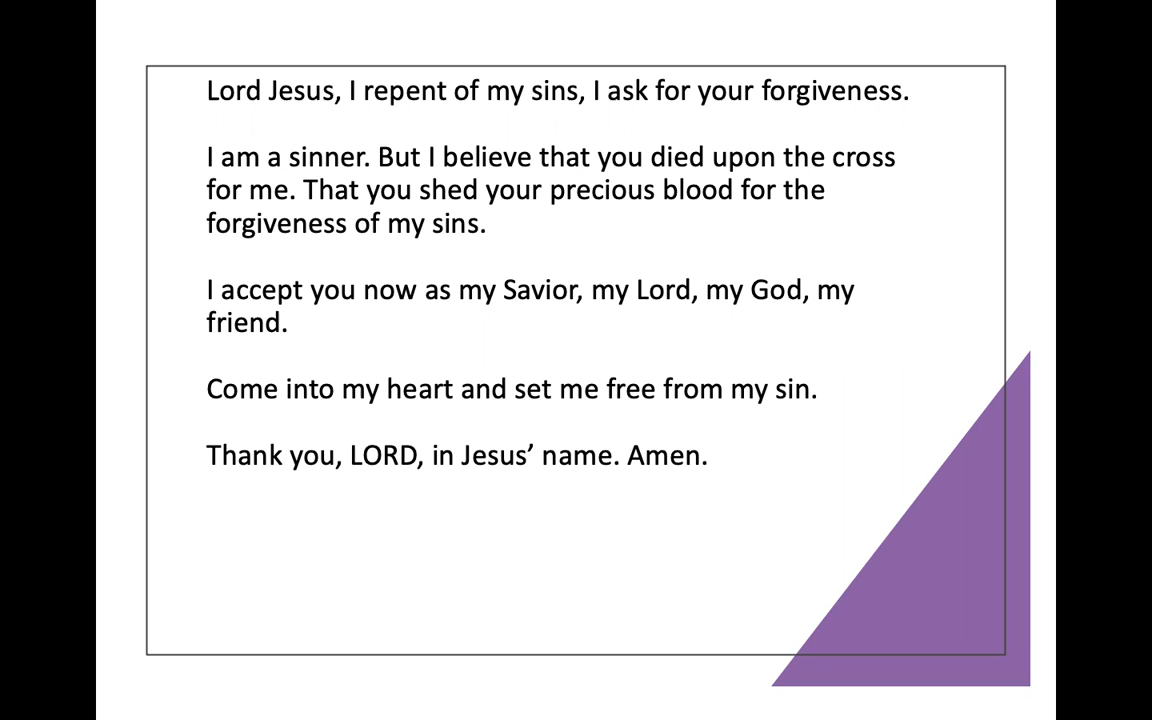 Lord Jesus, I repent of my sins, I ask for your forgiveness.
I am a sinner. But I believe that you died upon the cross
for me. That you shed your precious blood for the
forgiveness of my sins.
I accept you now as my Savior, my Lord, my God, my
friend.
Come into my heart and set me free from my sin.
Thank you, LORD, in Jesus’ name. Amen.